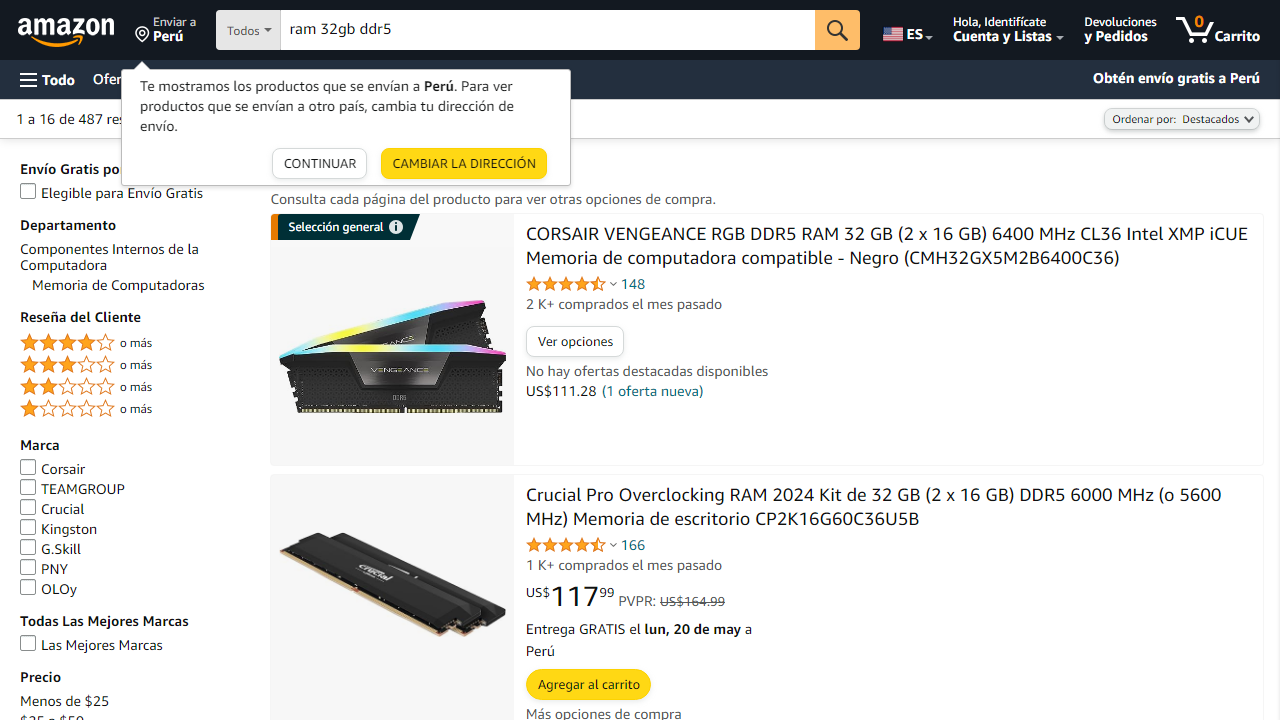 amazon
Enviar a
Perú
Todos
ram 32gb ddr5
ES
Hola, Identifícate
Cuenta y Listas
Devoluciones
y Pedidos
0
Carrito
Todo
Ofer
Obtén envío gratis a Perú
Te mostramos los productos que se envían a Perú. Para ver
productos que se envían a otro país, cambia tu dirección de
envío.
CONTINUAR
CAMBIAR LA DIRECCIÓN
1 a 16 de 487 res
Ordenar por: Destacados
Envío Gratis po
Elegible para Envío Gratis
Departamento
Componentes Internos de la
Computadora
Memoria de Computadoras
Reseña del Cliente
o más
o más
o más
o más
Marca
Corsair
TEAMGROUP
Crucial
Kingston
G.Skill
PNY
OLOy
Todas Las Mejores Marcas
Las Mejores Marcas
Precio
Menos de $25
$25 a $50
Consulta cada página del producto para ver otras opciones de compra.
Selección general
VENGEANCE
VENGEANCE
DDR5
CORSAIR VENGEANCE RGB DDR5 RAM 32 GB (2 x 16 GB) 6400 MHz CL36 Intel XMP iCUE
Memoria de computadora compatible - Negro (CMH32GX5M2B6400C36)
148
2 K+ comprados el mes pasado
Ver opciones
No hay ofertas destacadas disponibles
US$111.28 (1 oferta nueva)
crucial
Crucial Pro Overclocking RAM 2024 Kit de 32 GB (2 x 16 GB) DDR5 6000 MHz (o 5600
MHz) Memoria de escritorio CP2K16G60C36U5B
166
1 K+ comprados el mes pasado
US$117 99 PVPR: US$164.99
Entrega GRATIS el lun, 20 de may a
Perú
Agregar al carrito
Más opciones de compra